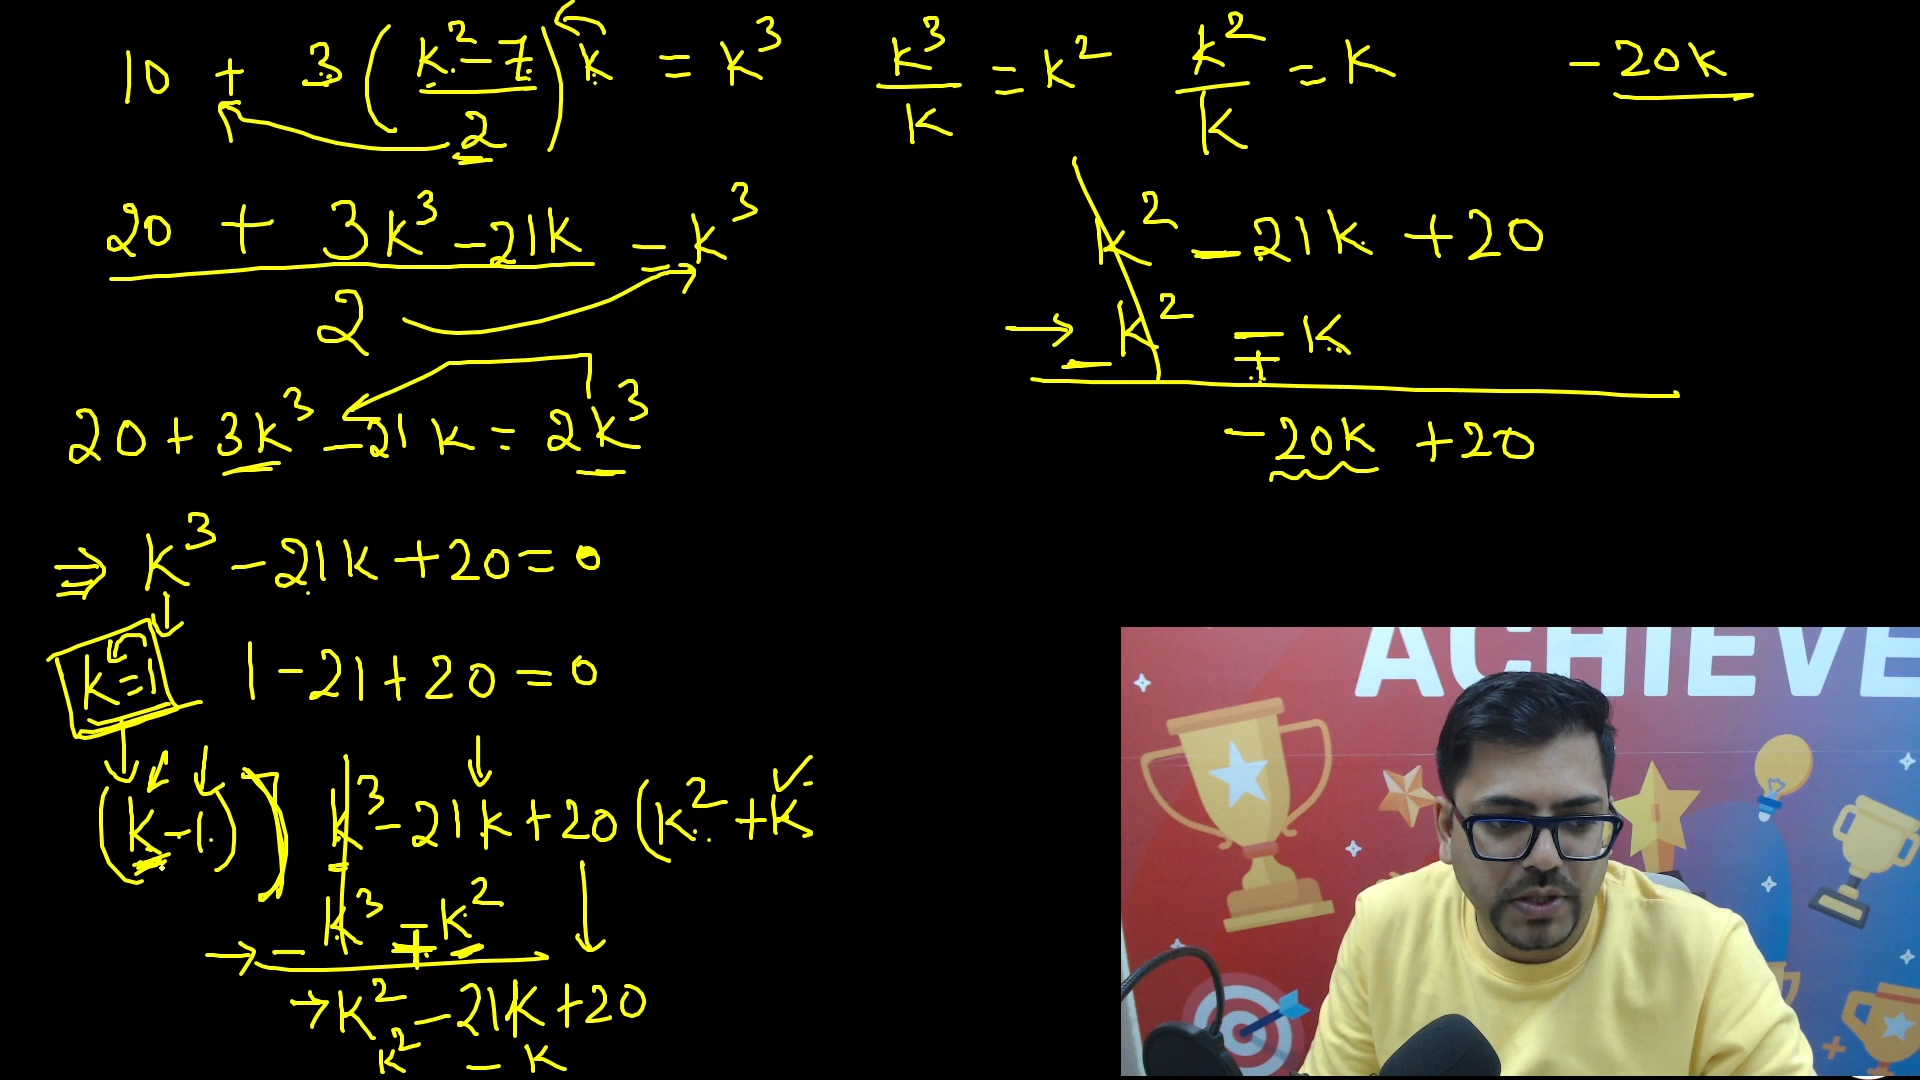 10 + 3 ( (k² - 7) / 2 ) k = k³
(20 + 3k³ - 21k) / 2 = k³
20 + 3k³ - 21k = 2k³
⇒ k³ - 21k + 20 = 0
k = 1   1 - 21 + 20 = 0
(k - 1) ) k³ - 21k + 20 ( k² + k
→ - k³ ∓ k²
→ k² - 21k + 20
k² - k
k³ / k = k²   k² / k = k   - 20k
k² - 21k + 20
→ - k² ∓ k
- 20k + 20
ACHIEVE